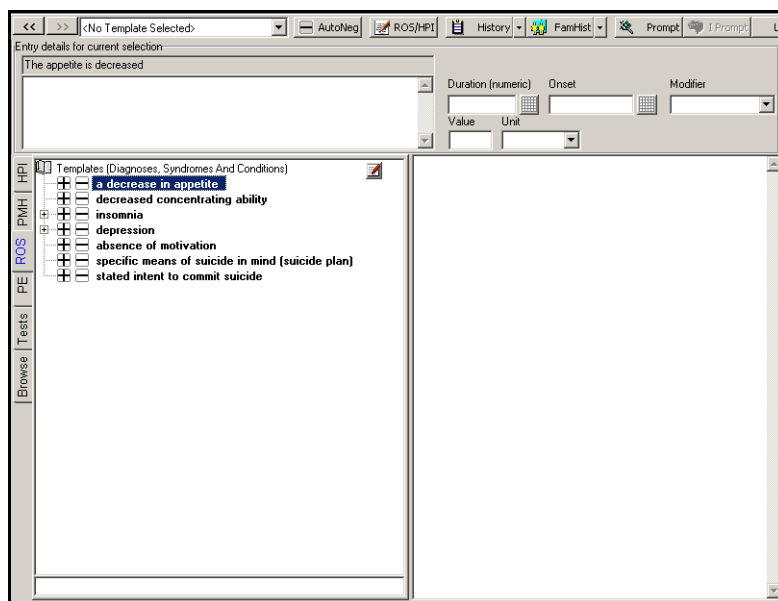 << >> <No Template Selected> AutoNeg ROS/HPI History FamHist Prompt I Prompt L
Entry details for current selection
The appetite is decreased
Duration (numeric) Onset Modifier
Value Unit
HPI
PMH
ROS
PE
Tests
Browse
Templates (Diagnoses, Syndromes And Conditions)
a decrease in appetite
decreased concentrating ability
insomnia
depression
absence of motivation
specific means of suicide in mind (suicide plan)
stated intent to commit suicide